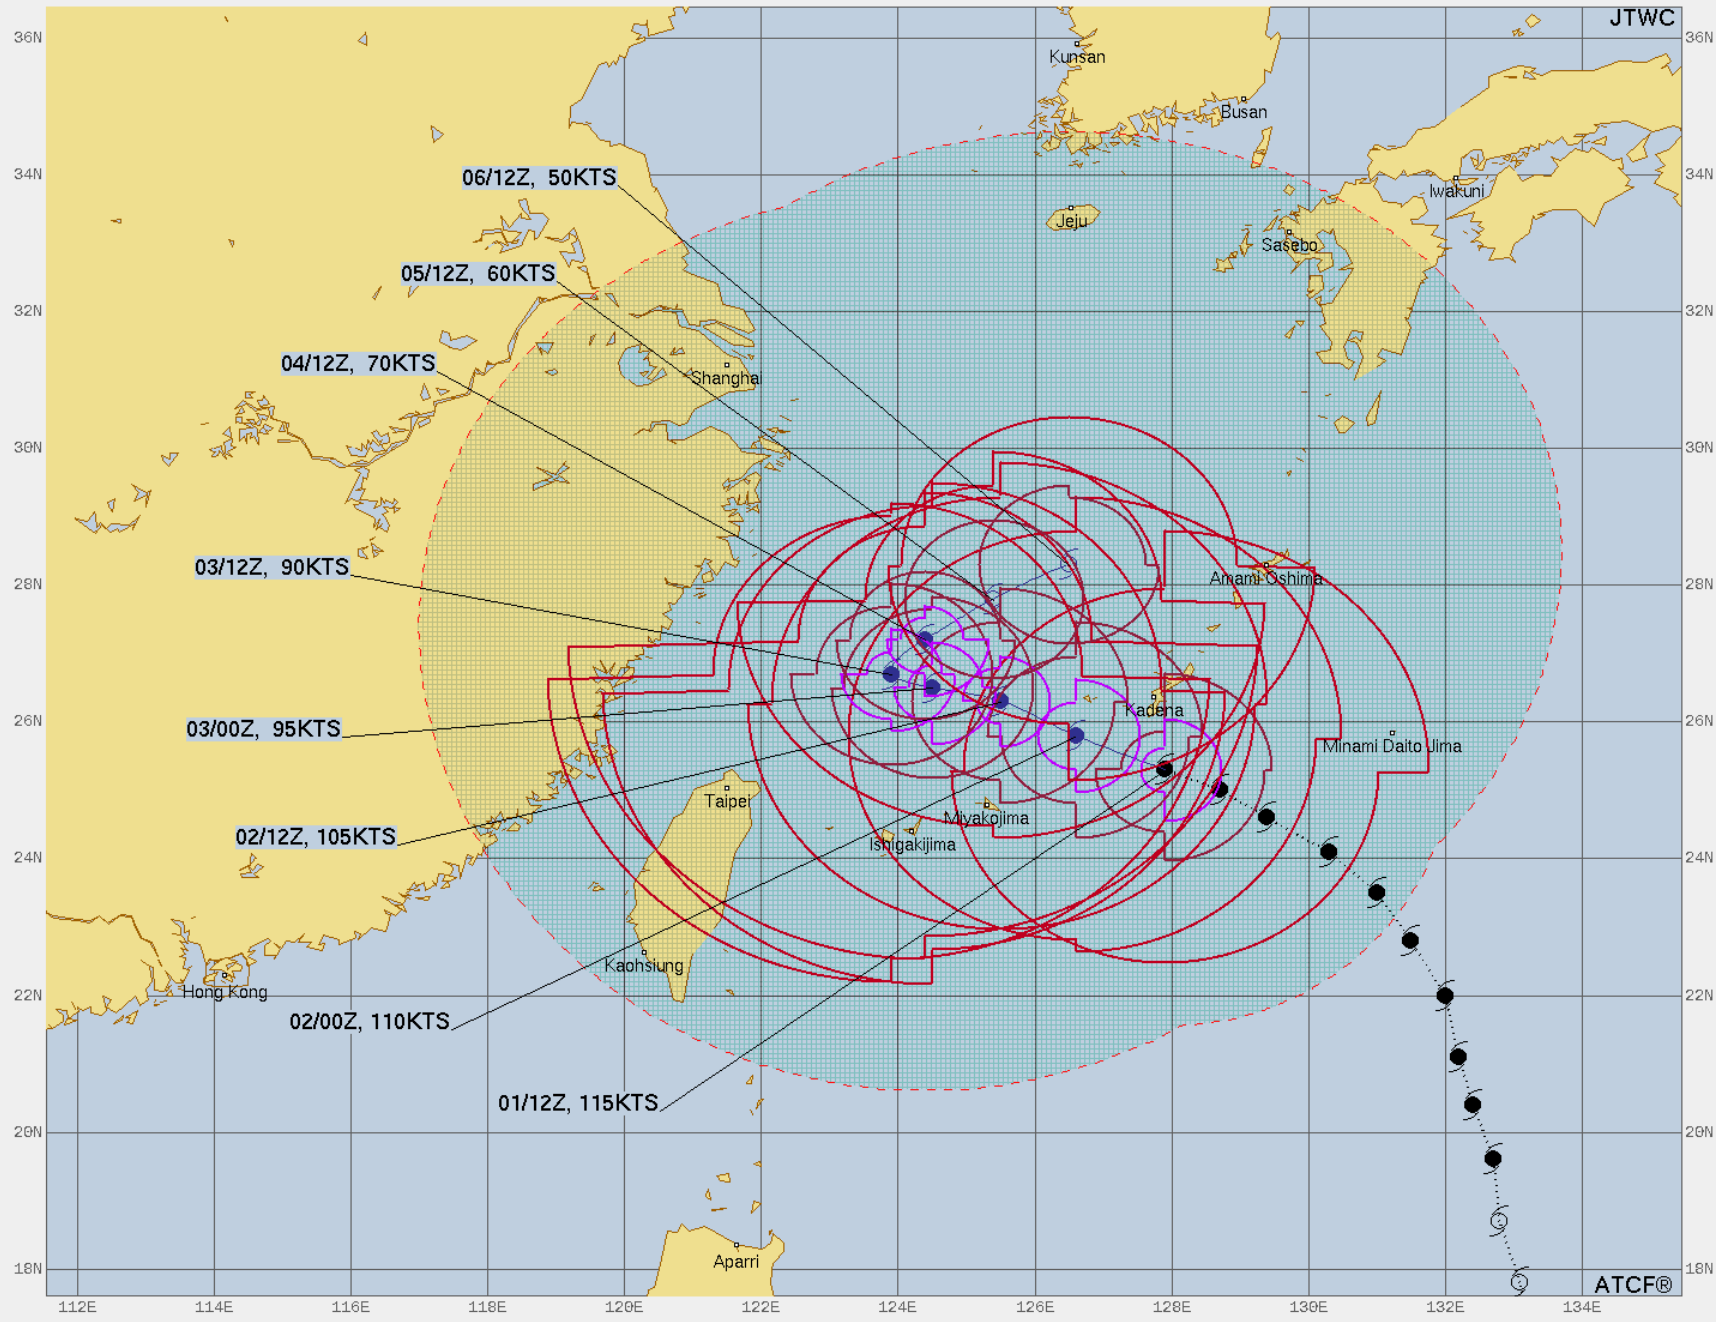 JTWC
36N
36N
Kunsan
Busan
34N
06/12Z, 50KTS
34N
Iwakuni
Jeju
Sasebo
05/12Z, 60KTS
32N
32N
04/12Z, 70KTS
Shanghai
30N
30N
03/12Z, 90KTS
28N
Amami Oshima
28N
26N
Kadena
26N
03/00Z, 95KTS
Minami Daito Jima
Taipei
Miyakojima
02/12Z, 105KTS
Ishigakijima
24N
24N
Kaohsiung
Hong Kong
22N
22N
02/00Z, 110KTS
01/12Z, 115KTS
20N
20N
Aparri
18N
18N
ATCF®
112E 114E 116E 118E 120E 122E 124E 126E 128E 130E 132E 134E